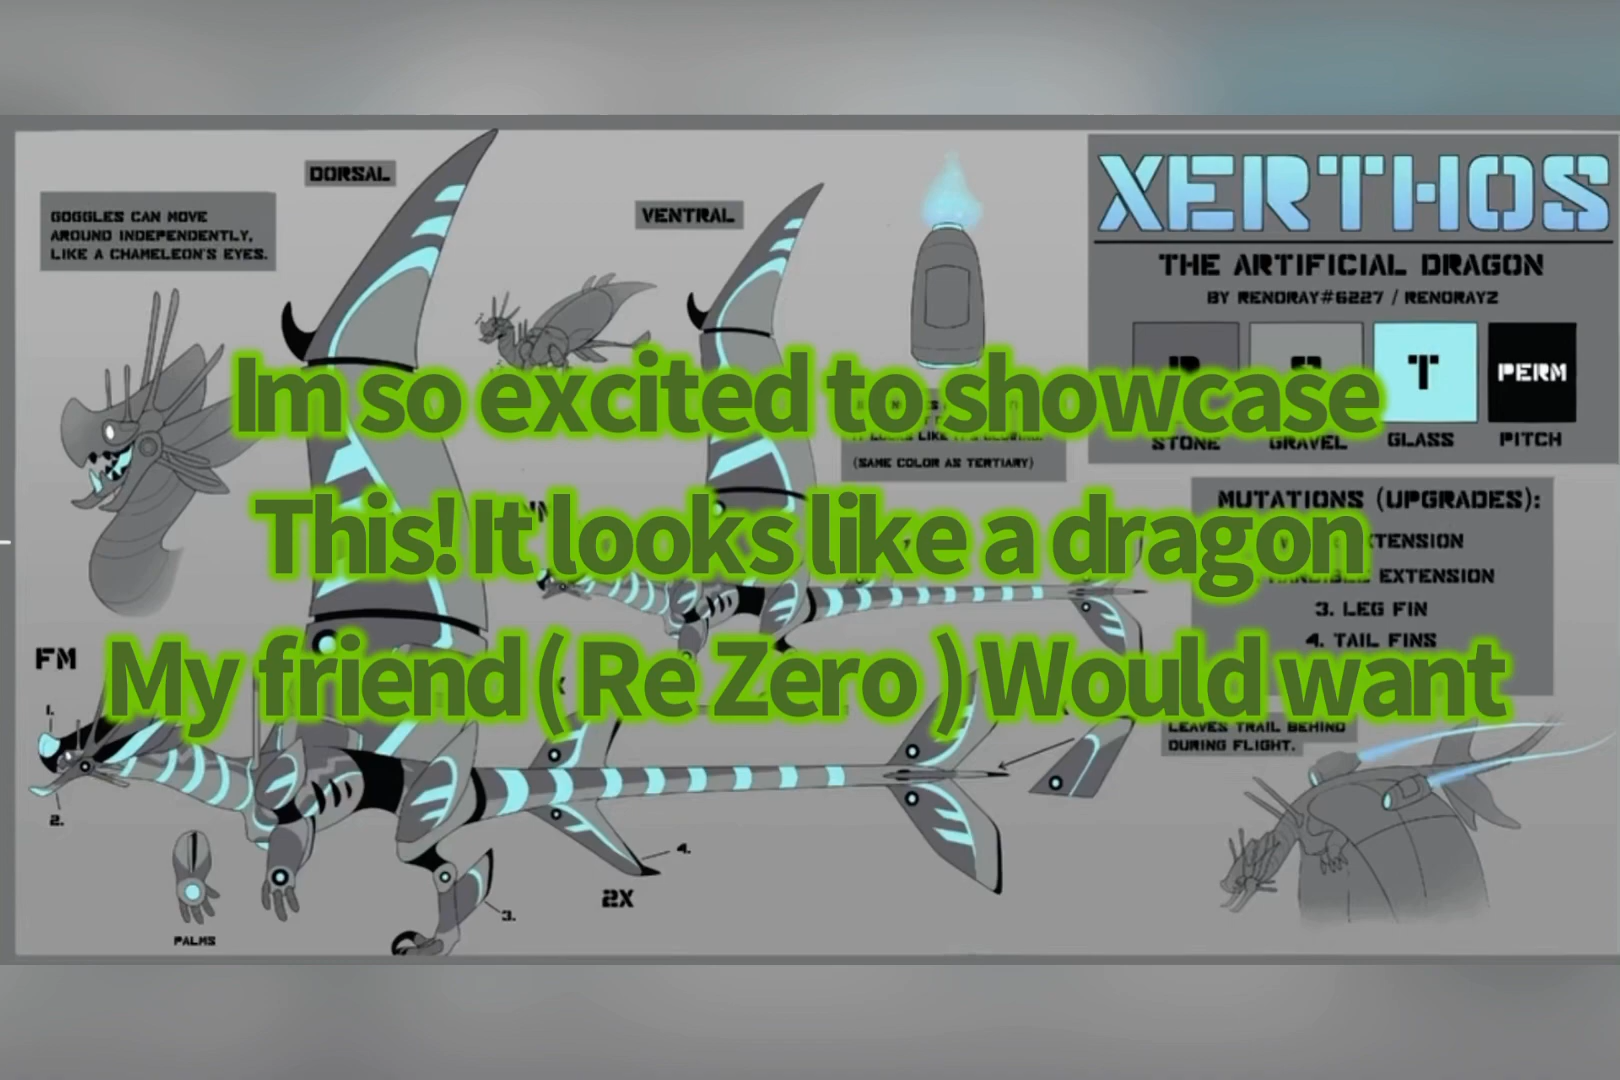 DORSAL
GOGGLES CAN MOVE
AROUND INDEPENDENTLY,
LIKE A CHAMELEON'S EYES.
VENTRAL
XERTHOS
THE ARTIFICIAL DRAGON
BY RENDRAY#6227 / RENDRAYZ
T
PERM
STONE
GRAVEL
GLASS
PITCH
(SAME COLOR AS TERTIARY)
Im so excited to showcase
This! It looks like a dragon
My friend ( Re Zero ) Would want
MUTATIONS (UPGRADES):
EXTENSION
EXTENSION
3. LEG FIN
4. TAIL FINS
LEAVES TRAIL BEHIND
DURING FLIGHT.
FM
1.
2.
PALMS
3.
4.
2X